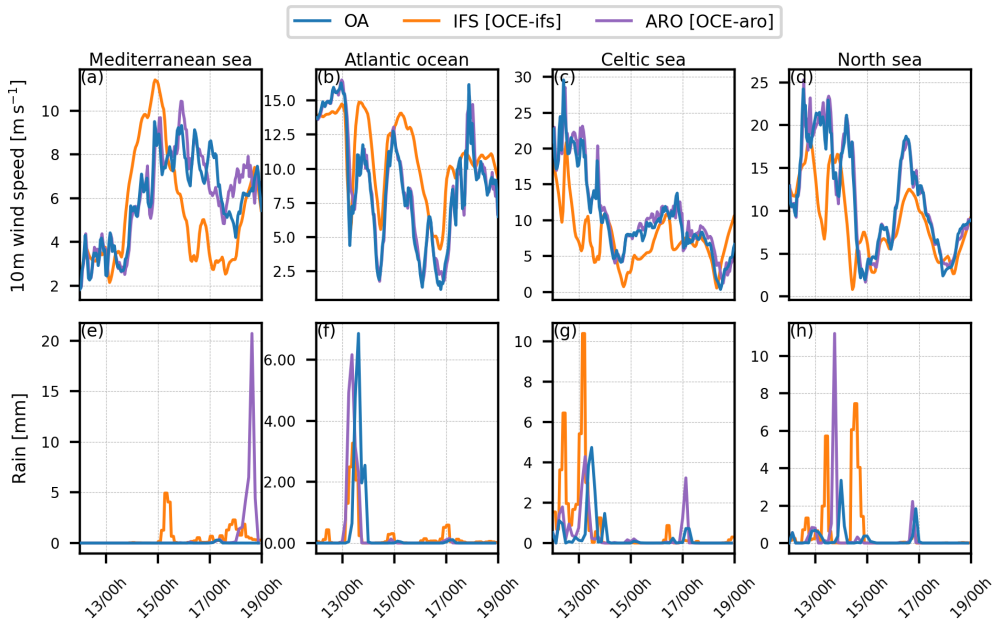 OA IFS [OCE-ifs] ARO [OCE-aro]
Mediterranean sea Atlantic ocean Celtic sea North sea
(a) (b) (c) (d)
10m wind speed [m s⁻¹]
10 8 6 4 2
15.0 12.5 10.0 7.5 5.0 2.5
30 25 20 15 10 5 0
25 20 15 10 5 0
(e) (f) (g) (h)
Rain [mm]
20 15 10 5 0
6.00 4.00 2.00 0.00
10 8 6 4 2 0
10 8 6 4 2 0
13/00h 15/00h 17/00h 19/00h 13/00h 15/00h 17/00h 19/00h 13/00h 15/00h 17/00h 19/00h 13/00h 15/00h 17/00h 19/00h